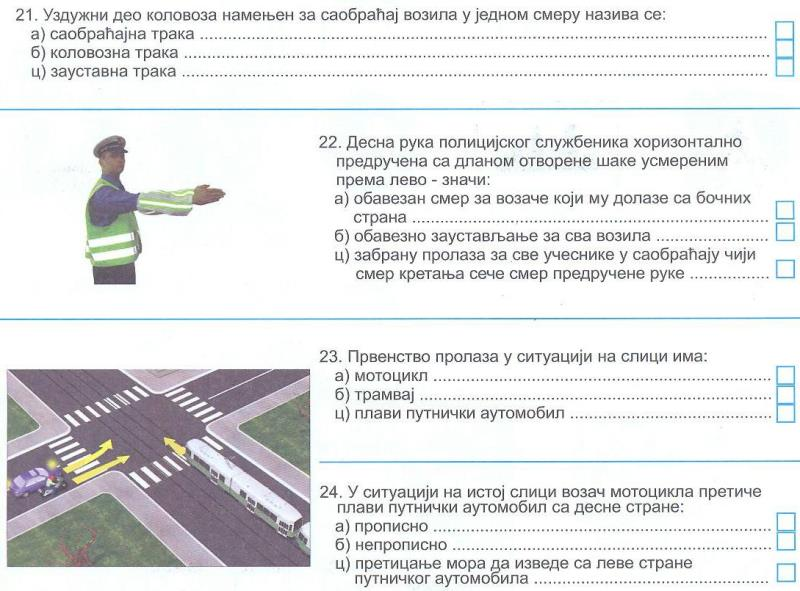 21. Уздужни део коловоза намењен за саобраћај возила у једном смеру назива се:
а) саобраћајна трака
б) коловозна трака
ц) зауставна трака
22. Десна рука полицијског службеника хоризонтално
предручена са дланом отворене шаке усмереним
према лево - значи:
а) обавезан смер за возаче који му долазе са бочних
страна
б) обавезно заустављање за сва возила
ц) забрану пролаза за све учеснике у саобраћају чији
смер кретања сече смер предручене руке
23. Првенство пролаза у ситуацији на слици има:
а) мотоцикл
б) трамвај
ц) плави путнички аутомобил
24. У ситуацији на истој слици возач мотоцикла претиче
плави путнички аутомобил са десне стране:
а) прописно
б) непрописно
ц) претицање мора да изведе са леве стране
путничког аутомобила